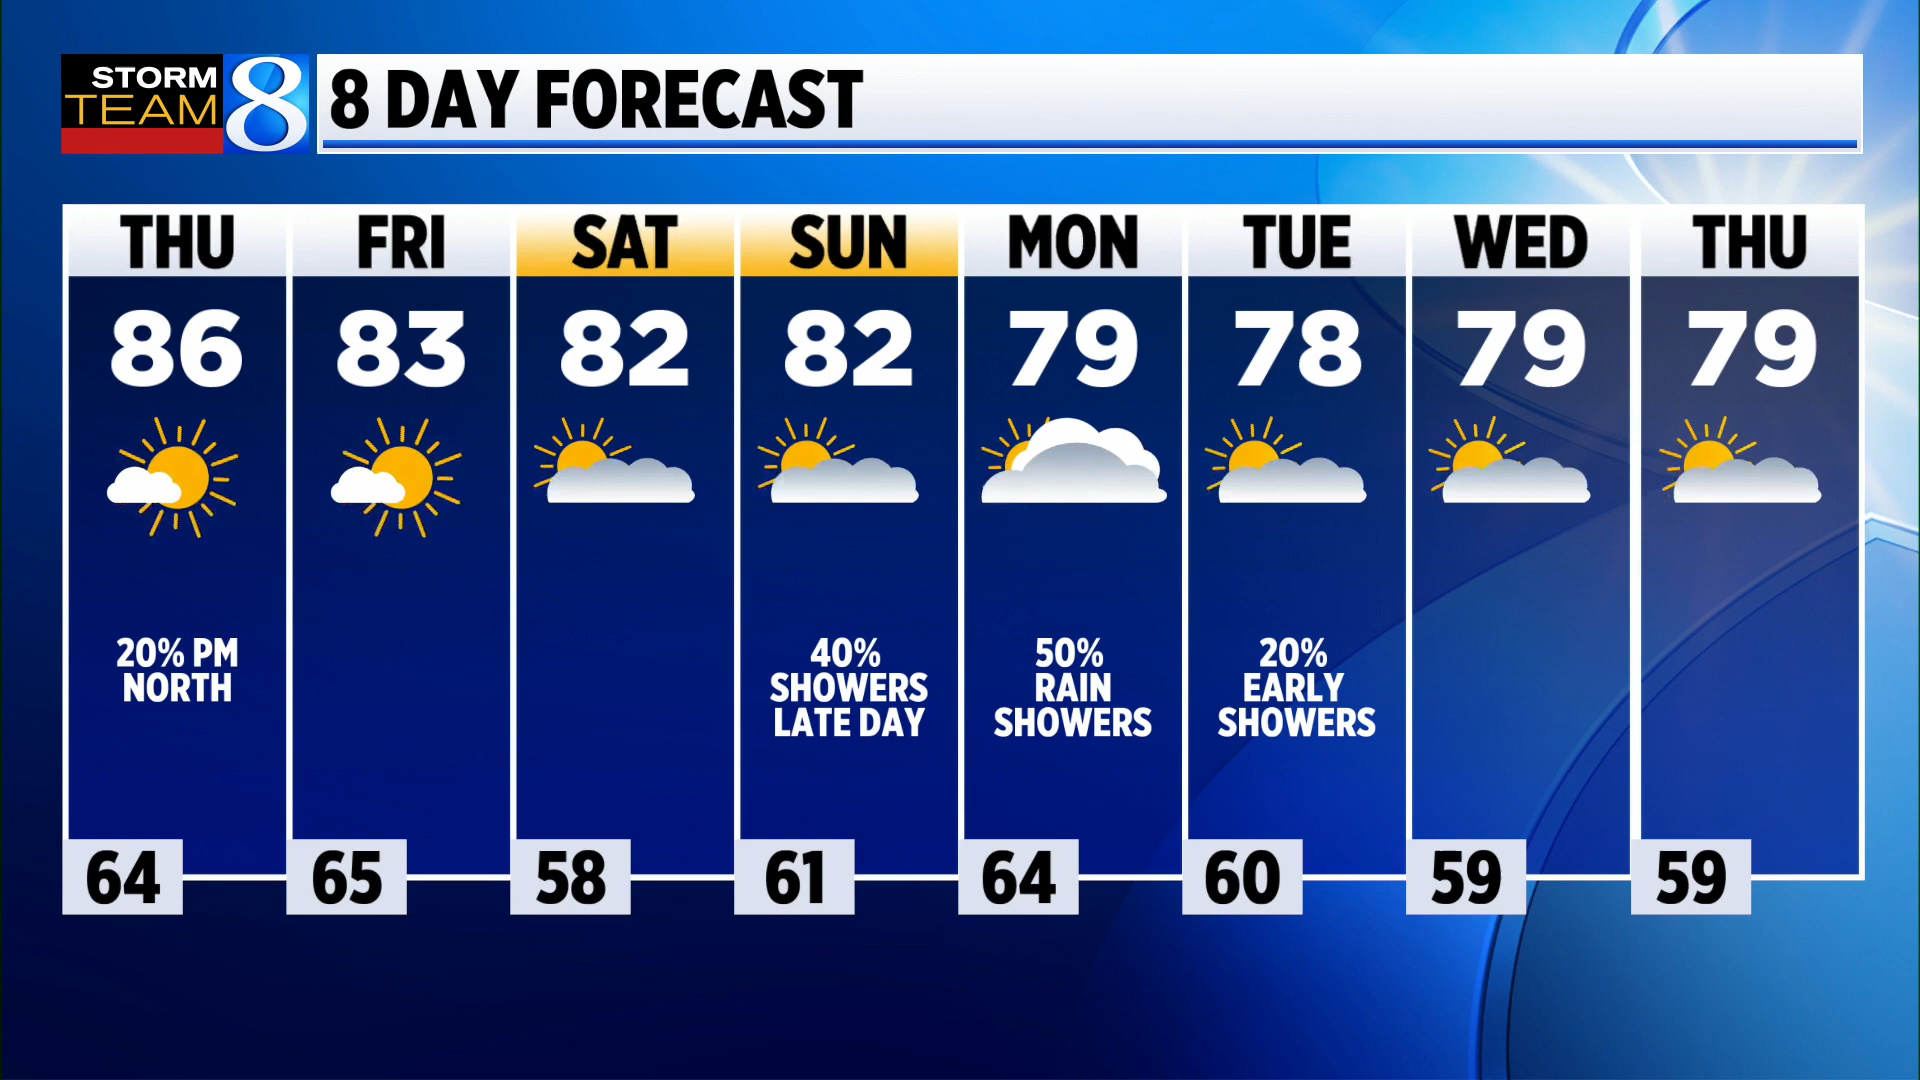 STORM
TEAM
8
8 DAY FORECAST
THU FRI SAT SUN MON TUE WED THU
86 83 82 82 79 78 79 79
20% PM
NORTH
40%
SHOWERS
LATE DAY
50%
RAIN
SHOWERS
20%
EARLY
SHOWERS
64 65 58 61 64 60 59 59